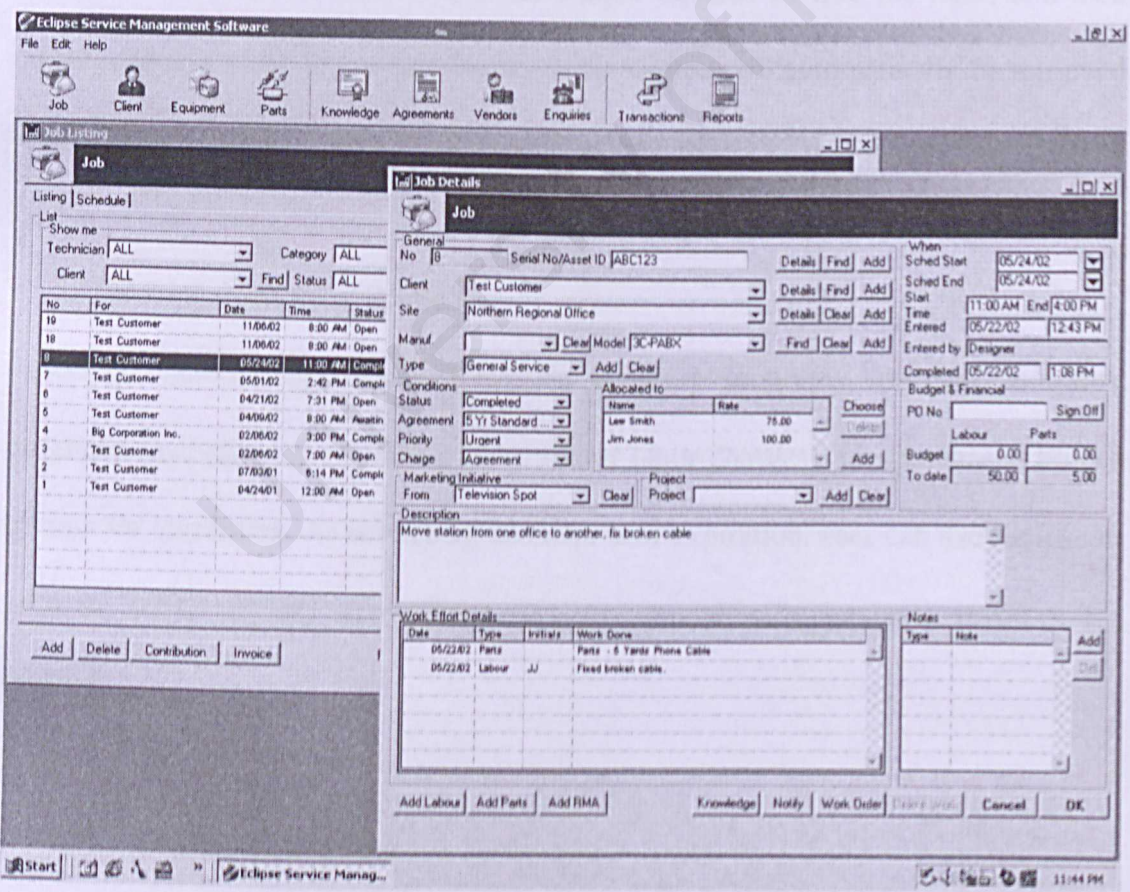 Eclipse Service Management Software
File Edit Help
Job Client Equipment Parts Knowledge Agreements Vendors Enquiries Transactions Reports
Job Listing
Job
Listing Schedule
List
Show me
Technician ALL Category ALL
Client ALL Find Status ALL
No For Date Time Status
19 Test Customer 11/06/02 8:00 AM Open
18 Test Customer 11/06/02 8:00 AM Open
8 Test Customer 05/24/02 11:00 AM Compl
7 Test Customer 05/01/02 2:42 PM Compl
6 Test Customer 04/21/02 7:31 PM Open
5 Test Customer 04/09/02 8:00 AM Awaitin
4 Big Corporation Inc. 02/06/02 3:00 PM Compl
3 Test Customer 02/06/02 7:00 AM Open
2 Test Customer 07/03/01 6:14 PM Compl
1 Test Customer 04/24/01 12:00 AM Open
Add Delete Contribution Invoice
Job Details
Job
General
No 8 Serial No/Asset ID ABC123 Details Find Add
Client Test Customer Details Find Add
Site Northern Regional Office Details Clear Add
Manuf. Clear Model 3C-PABX Find Clear Add
Type General Service Add Clear
Conditions
Status Completed
Agreement 5 Yr Standard ...
Priority Urgent
Charge Agreement
Allocated to
Name Rate
Lew Smith 75.00
Jim Jones 100.00
Choose
Delete
Add
Marketing Initiative
From Television Spot Clear
Project
Project Add Clear
When
Sched Start 05/24/02
Sched End 05/24/02
Start Time 11:00 AM End 4:00 PM
Entered 05/22/02 12:43 PM
Entered by Designer
Completed 05/22/02 1:08 PM
Budget & Financial
PO No Sign Off
Labour Parts
Budget 0.00 0.00
To date 50.00 5.00
Description
Move station from one office to another, fix broken cable
Work Effort Details
Date Type Initials Work Done
05/22/02 Parts Parts - 6 Yards Phone Cable
05/22/02 Labour JJ Fixed broken cable.
Notes
Type Note
Add
Del
Add Labour Add Parts Add RMA Knowledge Notify Work Order Cancel OK
Start Eclipse Service Manag... 11:44 PM